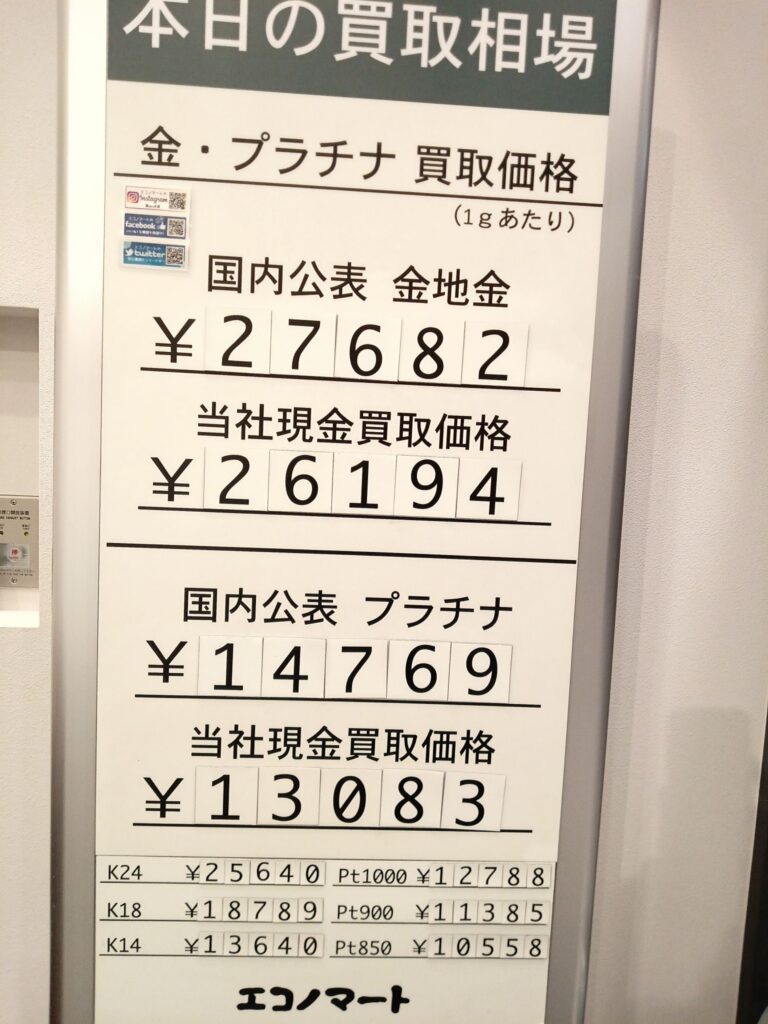 本日の買取相場
金・プラチナ 買取価格
(1gあたり)
Instagram
facebook
twitter
国内公表 金地金
¥27682
当社現金買取価格
¥26194
国内公表 プラチナ
¥14769
当社現金買取価格
¥13083
K24 ¥25640 Pt1000 ¥12788
K18 ¥18789 Pt900 ¥11385
K14 ¥13640 Pt850 ¥10558
エコノマート